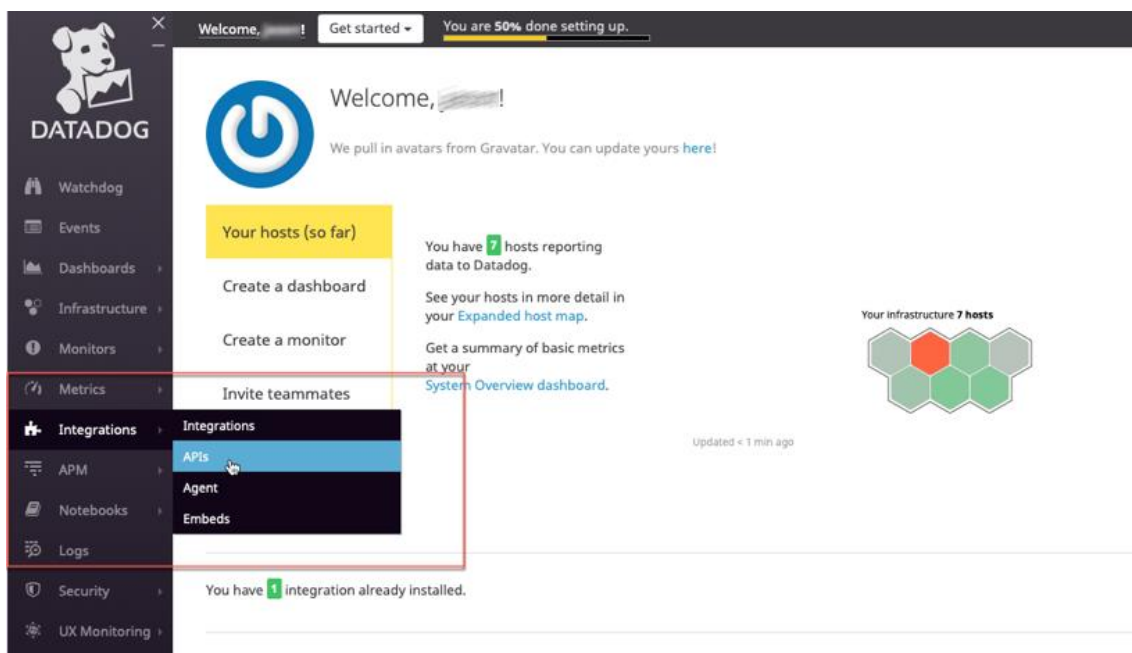 Welcome, !
Get started
You are 50% done setting up.
DATADOG
Watchdog
Events
Dashboards
Infrastructure
Monitors
Metrics
Integrations
APM
Notebooks
Logs
Security
UX Monitoring
Welcome, !
We pull in avatars from Gravatar. You can update yours here!
Your hosts (so far)
Create a dashboard
Create a monitor
Invite teammates
Integrations
APIs
Agent
Embeds
You have 7 hosts reporting
data to Datadog.
See your hosts in more detail in
your Expanded host map.
Get a summary of basic metrics
at your
System Overview dashboard.
Your infrastructure 7 hosts
Updated < 1 min ago
You have 1 integration already installed.